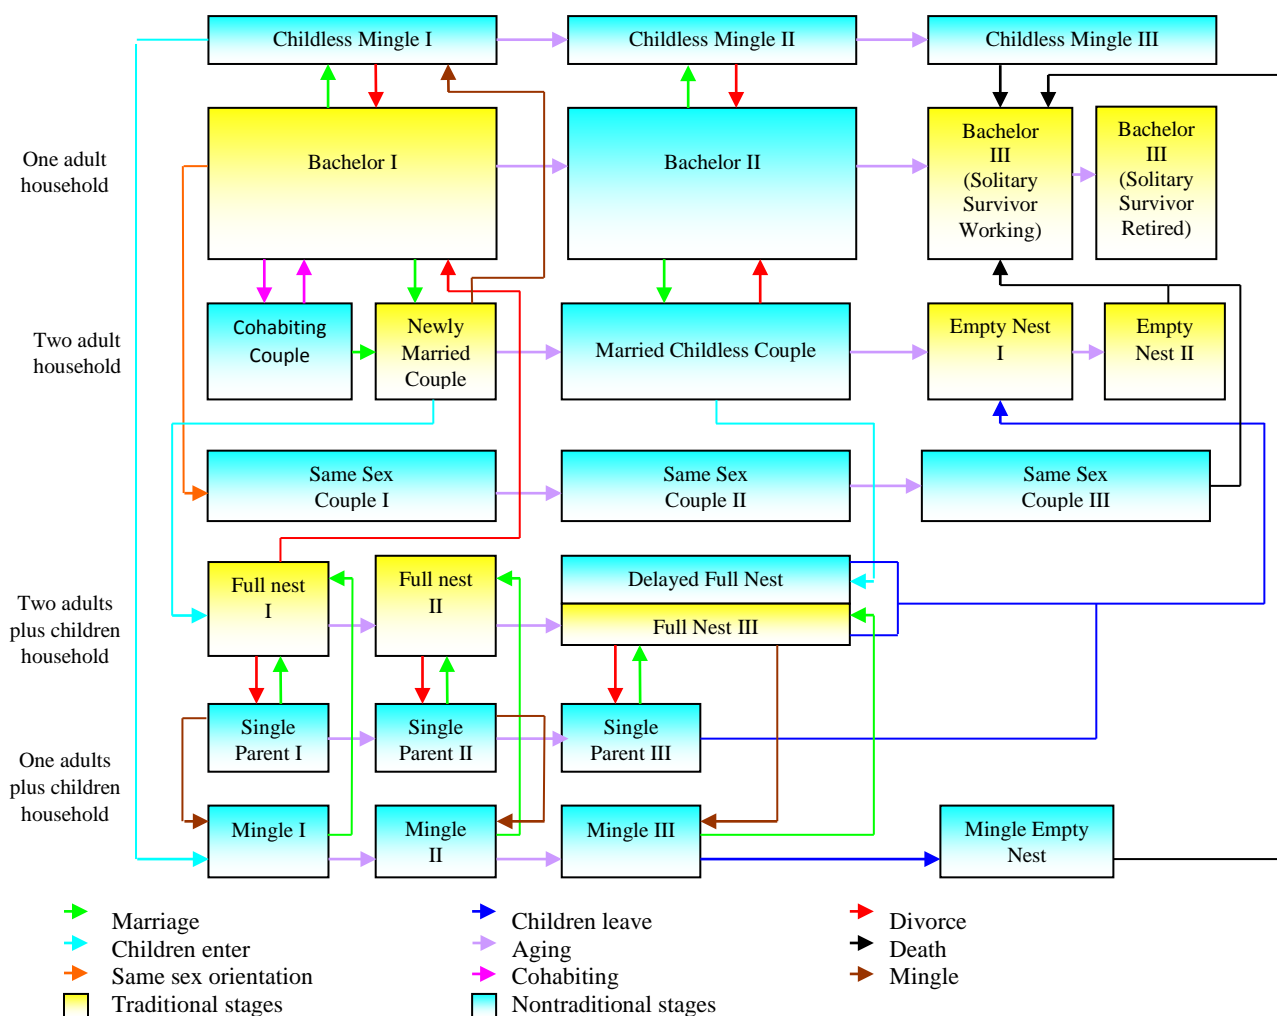 Childless Mingle I
Childless Mingle II
Childless Mingle III
One adult
household
Bachelor I
Bachelor II
Bachelor
III
(Solitary
Survivor
Working)
Bachelor
III
(Solitary
Survivor
Retired)
Two adult
household
Cohabiting
Couple
Newly
Married
Couple
Married Childless Couple
Empty Nest
I
Empty
Nest II
Same Sex
Couple I
Same Sex
Couple II
Same Sex
Couple III
Two adults
plus children
household
Full nest
I
Full nest
II
Delayed Full Nest
Full Nest III
Single
Parent I
Single
Parent II
Single
Parent III
One adults
plus children
household
Mingle I
Mingle
II
Mingle III
Mingle Empty
Nest
Marriage
Children leave
Divorce
Children enter
Aging
Death
Same sex orientation
Cohabiting
Mingle
Traditional stages
Nontraditional stages